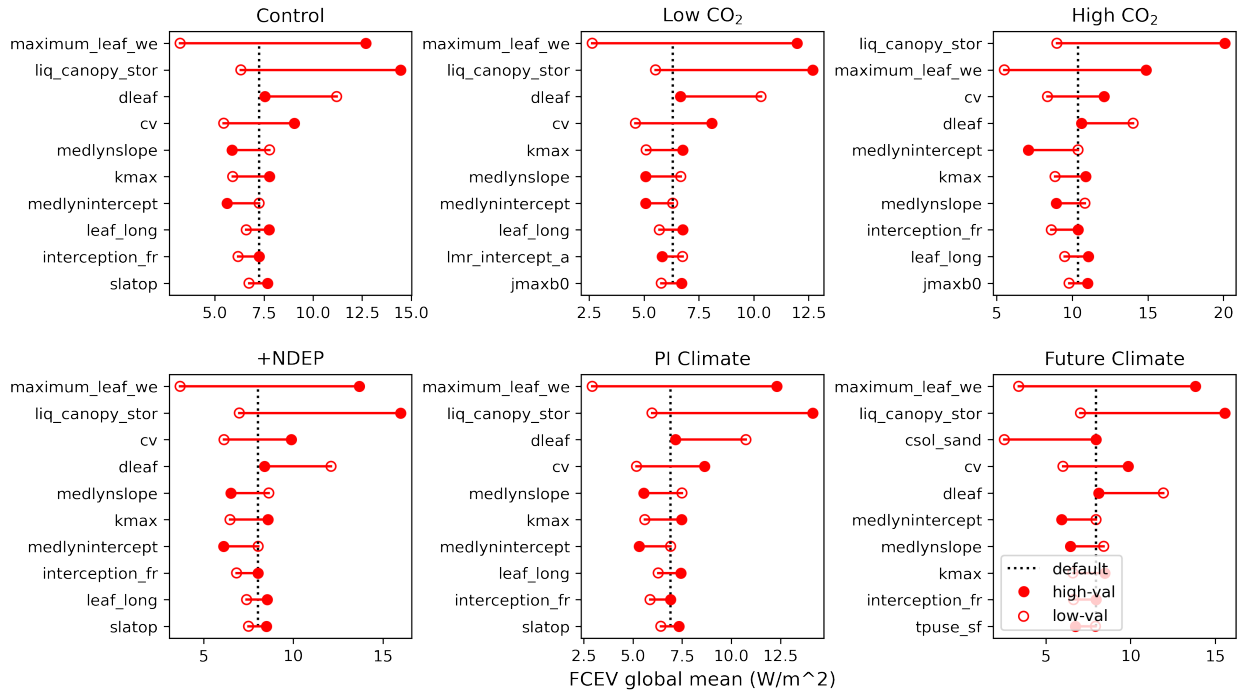 Control
maximum_leaf_we
liq_canopy_stor
dleaf
cv
medlynslope
kmax
medlynintercept
leaf_long
interception_fr
slatop
5.0 7.5 10.0 12.5 15.0
Low CO2
maximum_leaf_we
liq_canopy_stor
dleaf
cv
kmax
medlynslope
medlynintercept
leaf_long
lmr_intercept_a
jmaxb0
2.5 5.0 7.5 10.0 12.5
High CO2
liq_canopy_stor
maximum_leaf_we
cv
dleaf
medlynintercept
kmax
medlynslope
interception_fr
leaf_long
jmaxb0
5 10 15 20
+NDEP
maximum_leaf_we
liq_canopy_stor
cv
dleaf
medlynslope
kmax
medlynintercept
interception_fr
leaf_long
slatop
5 10 15
PI Climate
maximum_leaf_we
liq_canopy_stor
dleaf
cv
medlynslope
kmax
medlynintercept
leaf_long
interception_fr
slatop
2.5 5.0 7.5 10.0 12.5
FCEV global mean (W/m^2)
Future Climate
maximum_leaf_we
liq_canopy_stor
csol_sand
cv
dleaf
medlynintercept
medlynslope
kmax
interception_fr
tpuse_sf
default
high-val
low-val
5 10 15